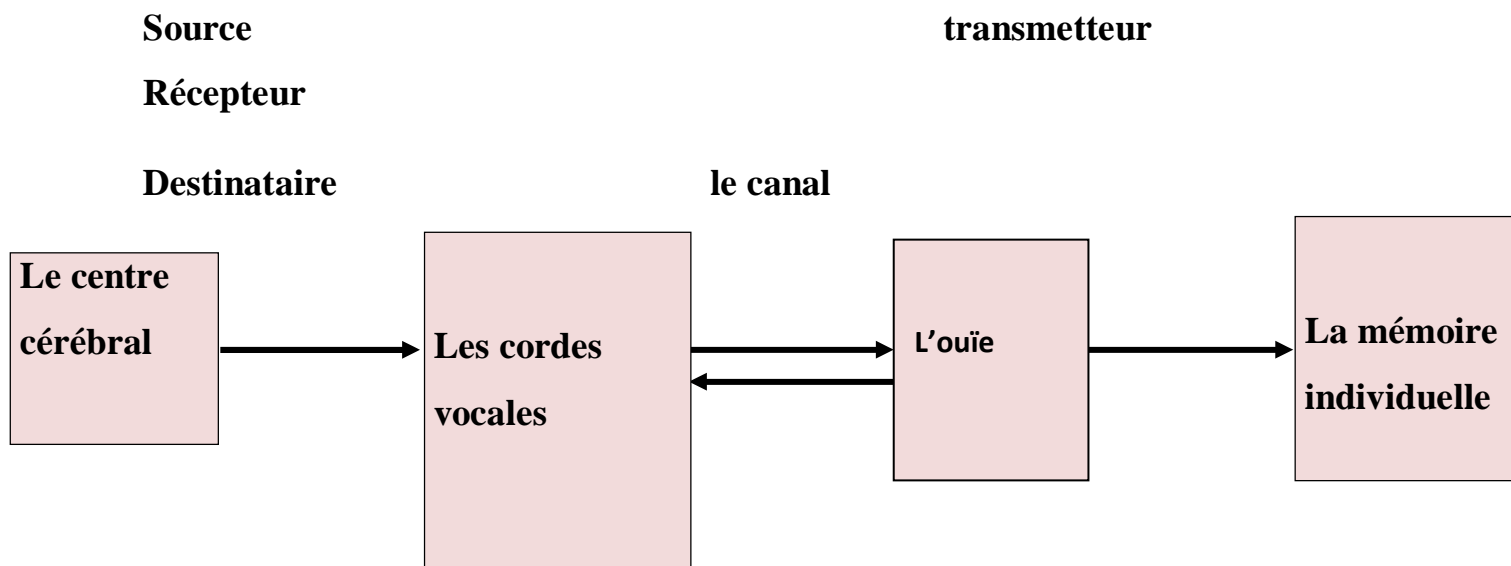 Source transmetteur
Récepteur
Destinataire le canal
Le centre
cérébral
Les cordes
vocales
L'ouïe
La mémoire
individuelle